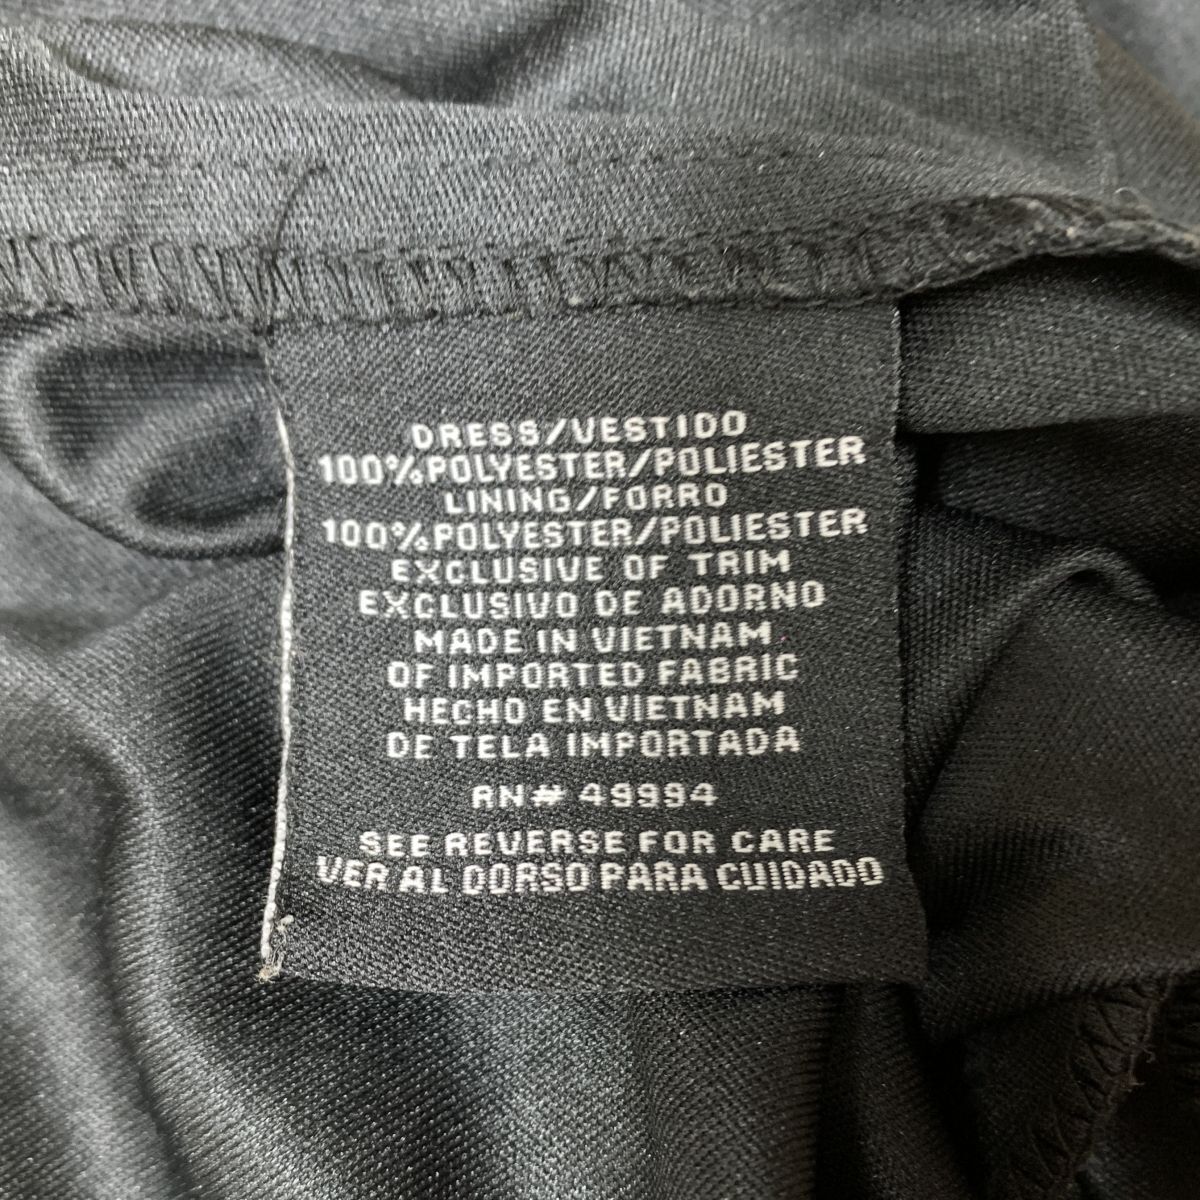 DRESS/VESTIDO
100%POLYESTER/POLIESTER
LINING/FORRO
100%POLYESTER/POLIESTER
EXCLUSIVE OF TRIM
EXCLUSIVO DE ADORNO
MADE IN VIETNAM
OF IMPORTED FABRIC
HECHO EN VIETNAM
DE TELA IMPORTADA
RN# 49994
SEE REVERSE FOR CARE
VER AL DORSO PARA CUIDADO